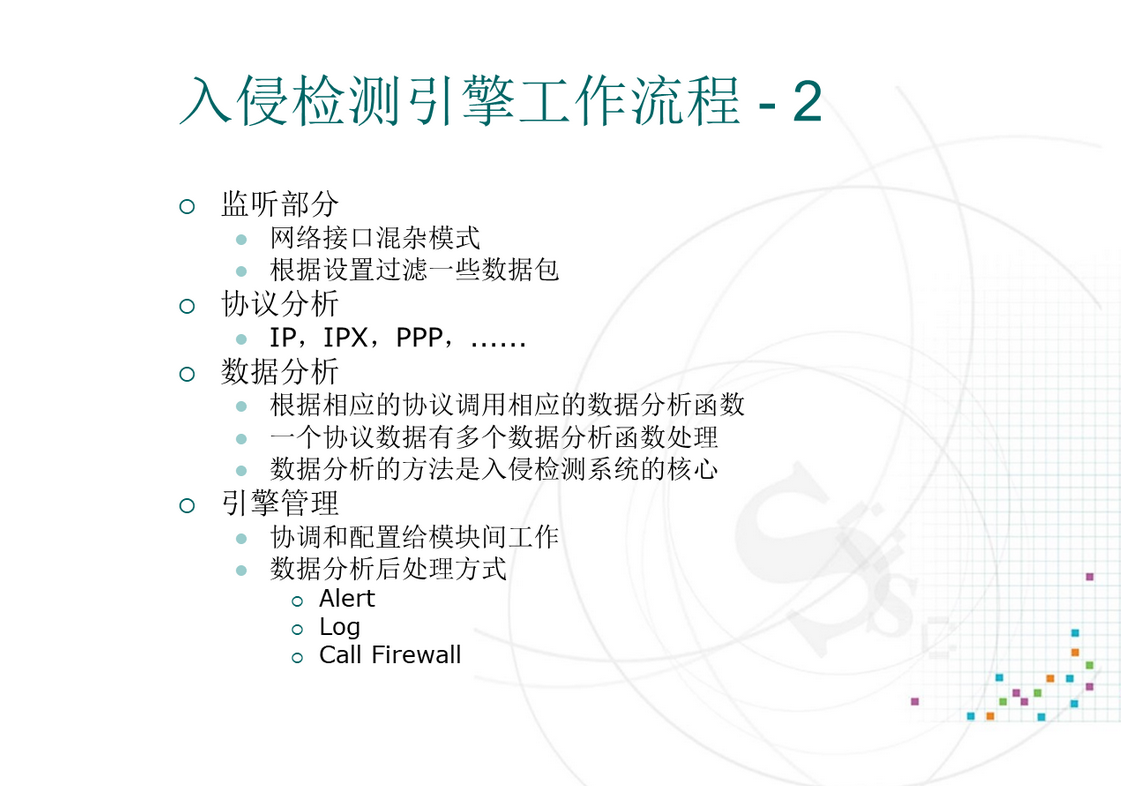 入侵检测引擎工作流程 - 2
监听部分
网络接口混杂模式
根据设置过滤一些数据包
协议分析
IP，IPX，PPP，......
数据分析
根据相应的协议调用相应的数据分析函数
一个协议数据有多个数据分析函数处理
数据分析的方法是入侵检测系统的核心
引擎管理
协调和配置给模块间工作
数据分析后处理方式
Alert
Log
Call Firewall